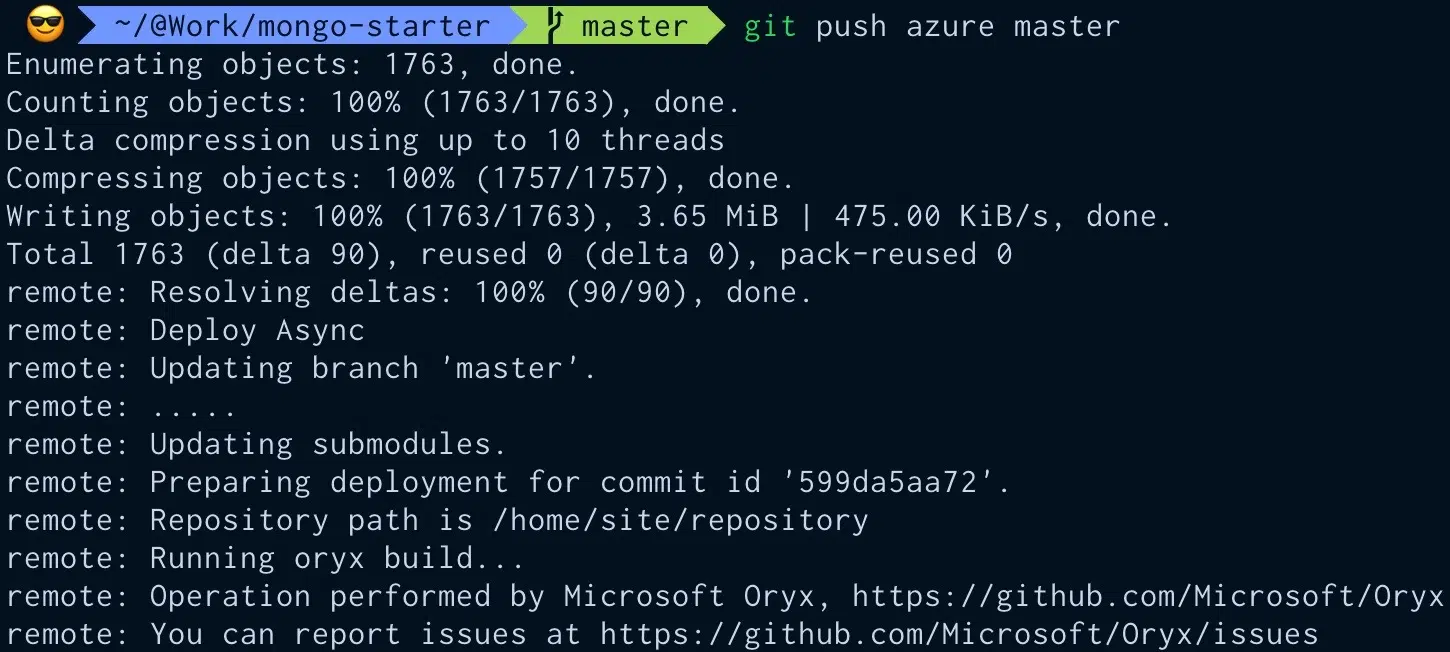 ~/@Work/mongo-starter master git push azure master
Enumerating objects: 1763, done.
Counting objects: 100% (1763/1763), done.
Delta compression using up to 10 threads
Compressing objects: 100% (1757/1757), done.
Writing objects: 100% (1763/1763), 3.65 MiB | 475.00 KiB/s, done.
Total 1763 (delta 90), reused 0 (delta 0), pack-reused 0
remote: Resolving deltas: 100% (90/90), done.
remote: Deploy Async
remote: Updating branch 'master'.
remote: .....
remote: Updating submodules.
remote: Preparing deployment for commit id '599da5aa72'.
remote: Repository path is /home/site/repository
remote: Running oryx build...
remote: Operation performed by Microsoft Oryx, https://github.com/Microsoft/Oryx
remote: You can report issues at https://github.com/Microsoft/Oryx/issues